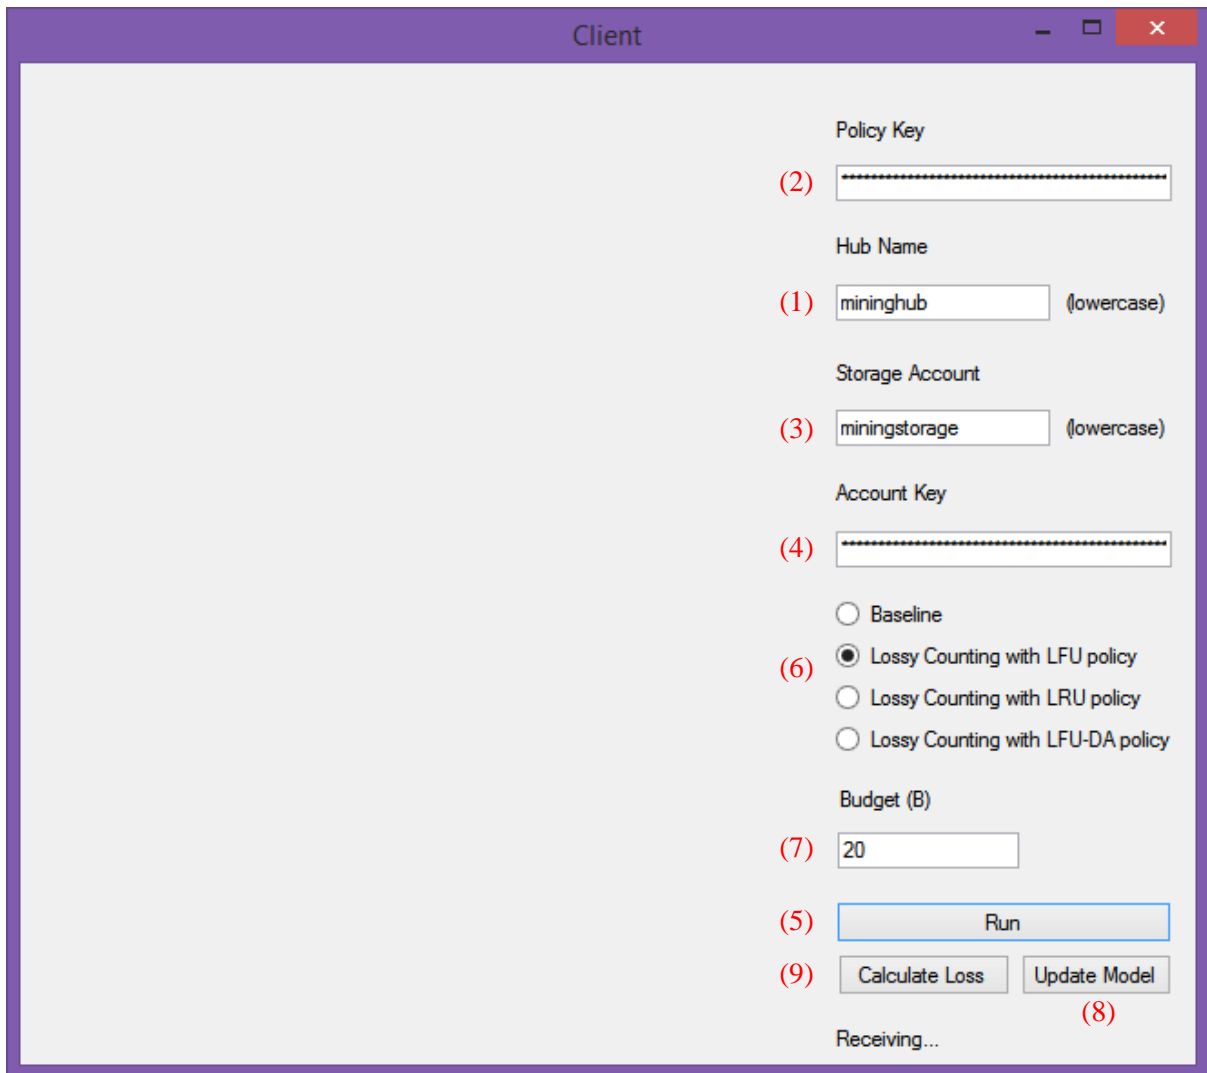 Client
Policy Key
(2) **********************************************
Hub Name
(1) mininghub (lowercase)
Storage Account
(3) miningstorage (lowercase)
Account Key
(4) **********************************************
Baseline
(6) Lossy Counting with LFU policy
Lossy Counting with LRU policy
Lossy Counting with LFU-DA policy
Budget (B)
(7) 20
(5) Run
(9) Calculate Loss Update Model
(8)
Receiving...